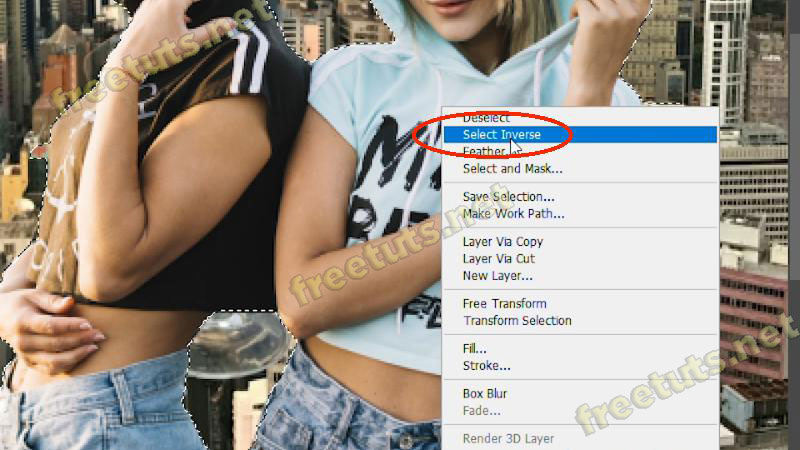 freetuts.net
Deselect
Select Inverse
Feather
Select and Mask...
Save Selection...
Make Work Path...
freetuts.net
Layer Via Copy
Layer Via Cut
New Layer...
Free Transform
Transform Selection
Fill...
Stroke...
freetuts.net
Box Blur
Fade...
Render 3D Layer